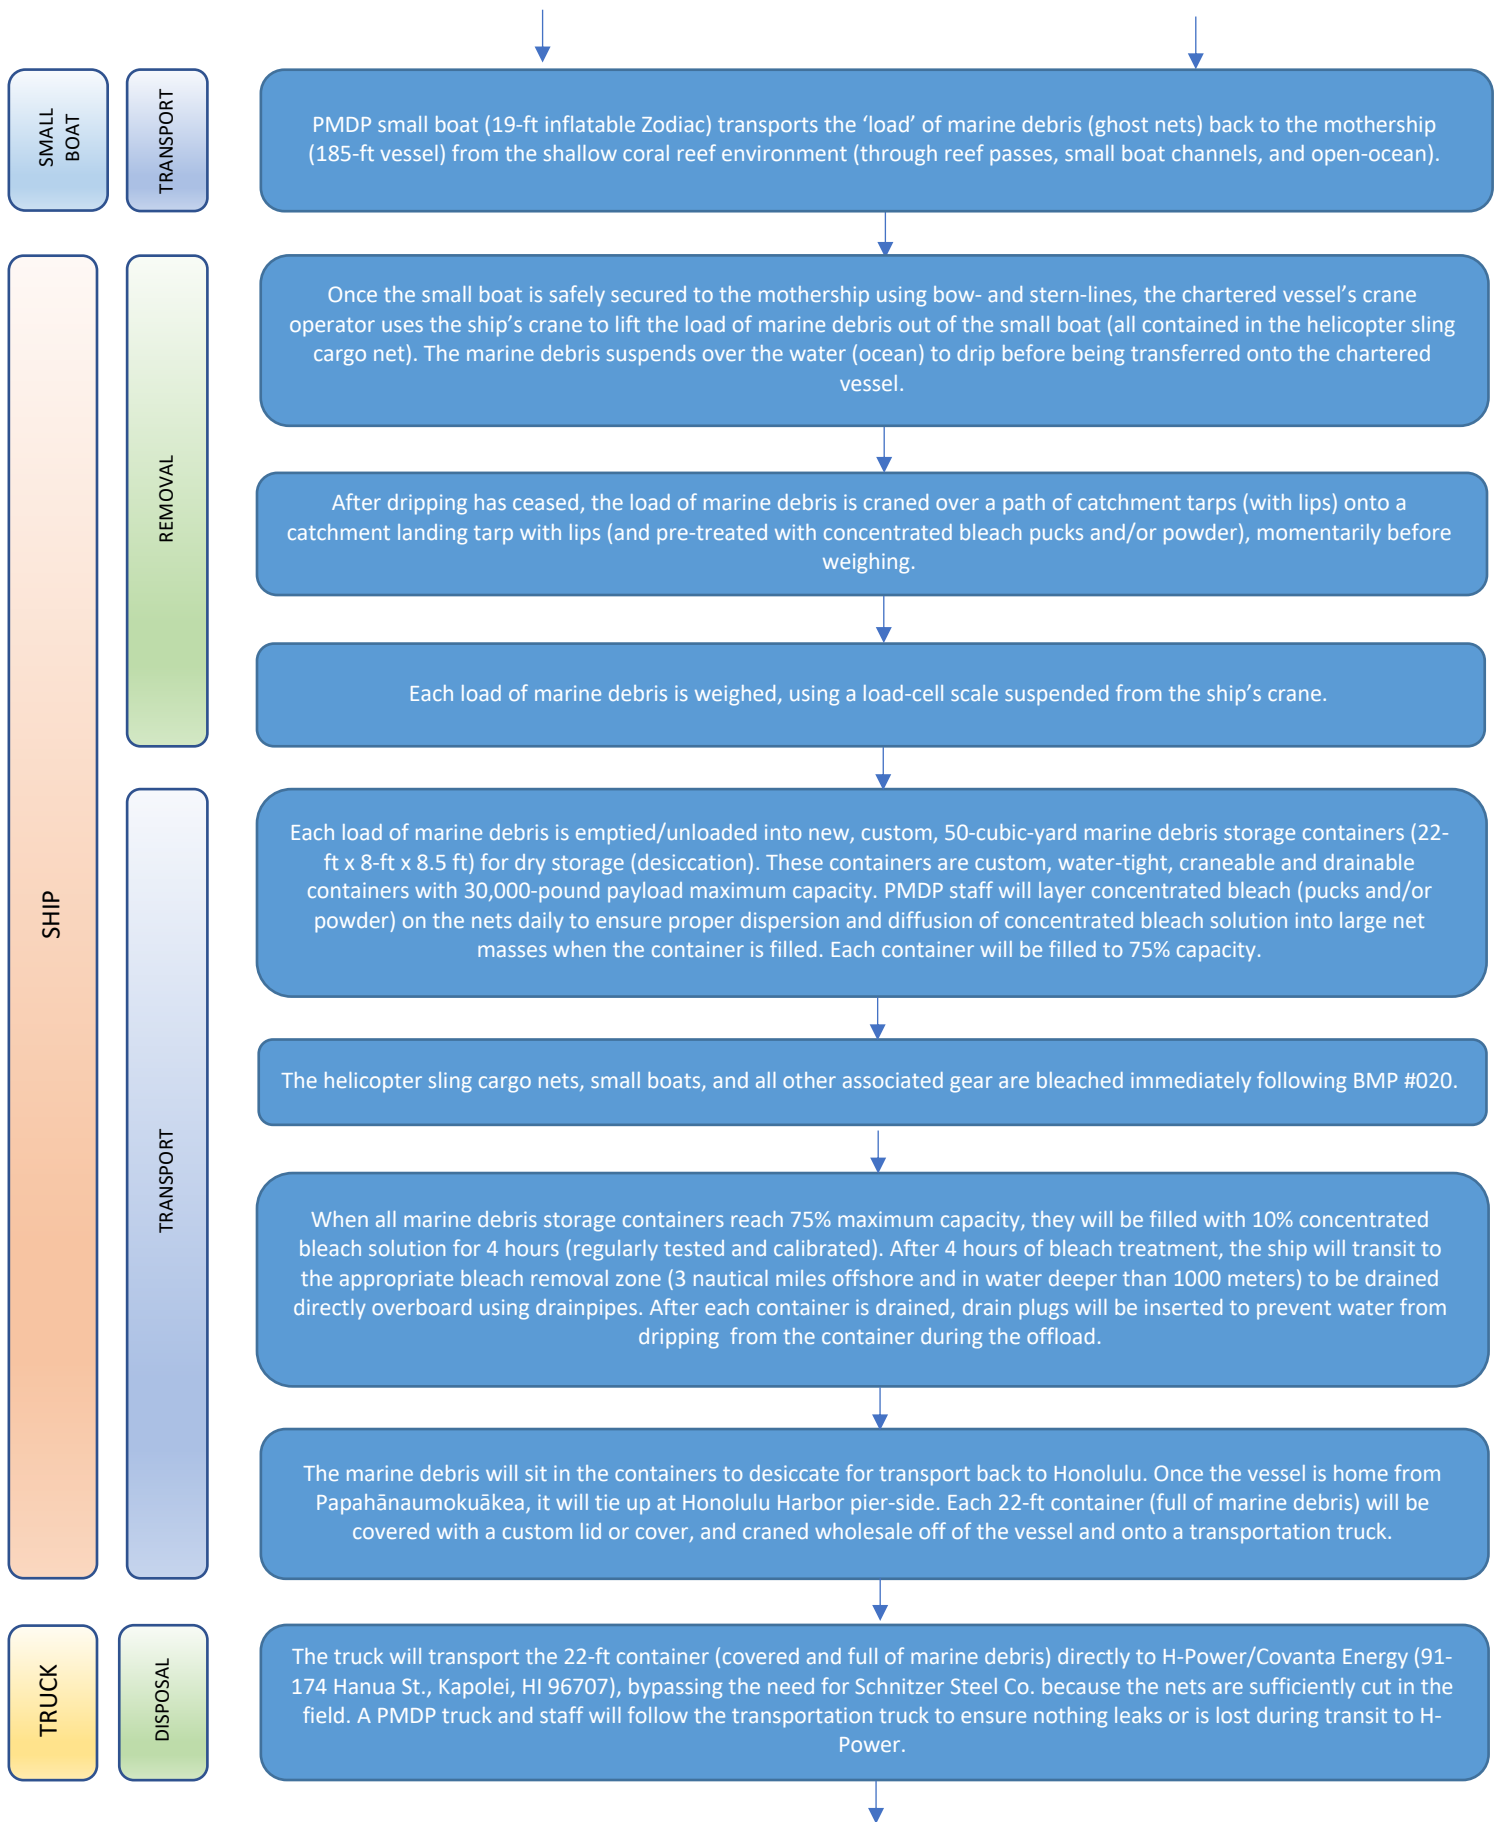 SMALL
BOAT
TRANSPORT
PMDP small boat (19-ft inflatable Zodiac) transports the ‘load’ of marine debris (ghost nets) back to the mothership
(185-ft vessel) from the shallow coral reef environment (through reef passes, small boat channels, and open-ocean).
SHIP
REMOVAL
Once the small boat is safely secured to the mothership using bow- and stern-lines, the chartered vessel’s crane
operator uses the ship’s crane to lift the load of marine debris out of the small boat (all contained in the helicopter sling
cargo net). The marine debris suspends over the water (ocean) to drip before being transferred onto the chartered
vessel.
After dripping has ceased, the load of marine debris is craned over a path of catchment tarps (with lips) onto a
catchment landing tarp with lips (and pre-treated with concentrated bleach pucks and/or powder), momentarily before
weighing.
Each load of marine debris is weighed, using a load-cell scale suspended from the ship’s crane.
TRANSPORT
Each load of marine debris is emptied/unloaded into new, custom, 50-cubic-yard marine debris storage containers (22-
ft x 8-ft x 8.5 ft) for dry storage (desiccation). These containers are custom, water-tight, craneable and drainable
containers with 30,000-pound payload maximum capacity. PMDP staff will layer concentrated bleach (pucks and/or
powder) on the nets daily to ensure proper dispersion and diffusion of concentrated bleach solution into large net
masses when the container is filled. Each container will be filled to 75% capacity.
The helicopter sling cargo nets, small boats, and all other associated gear are bleached immediately following BMP #020.
When all marine debris storage containers reach 75% maximum capacity, they will be filled with 10% concentrated
bleach solution for 4 hours (regularly tested and calibrated). After 4 hours of bleach treatment, the ship will transit to
the appropriate bleach removal zone (3 nautical miles offshore and in water deeper than 1000 meters) to be drained
directly overboard using drainpipes. After each container is drained, drain plugs will be inserted to prevent water from
dripping from the container during the offload.
The marine debris will sit in the containers to desiccate for transport back to Honolulu. Once the vessel is home from
Papahānaumokuākea, it will tie up at Honolulu Harbor pier-side. Each 22-ft container (full of marine debris) will be
covered with a custom lid or cover, and craned wholesale off of the vessel and onto a transportation truck.
TRUCK
DISPOSAL
The truck will transport the 22-ft container (covered and full of marine debris) directly to H-Power/Covanta Energy (91-
174 Hanua St., Kapolei, HI 96707), bypassing the need for Schnitzer Steel Co. because the nets are sufficiently cut in the
field. A PMDP truck and staff will follow the transportation truck to ensure nothing leaks or is lost during transit to H-
Power.